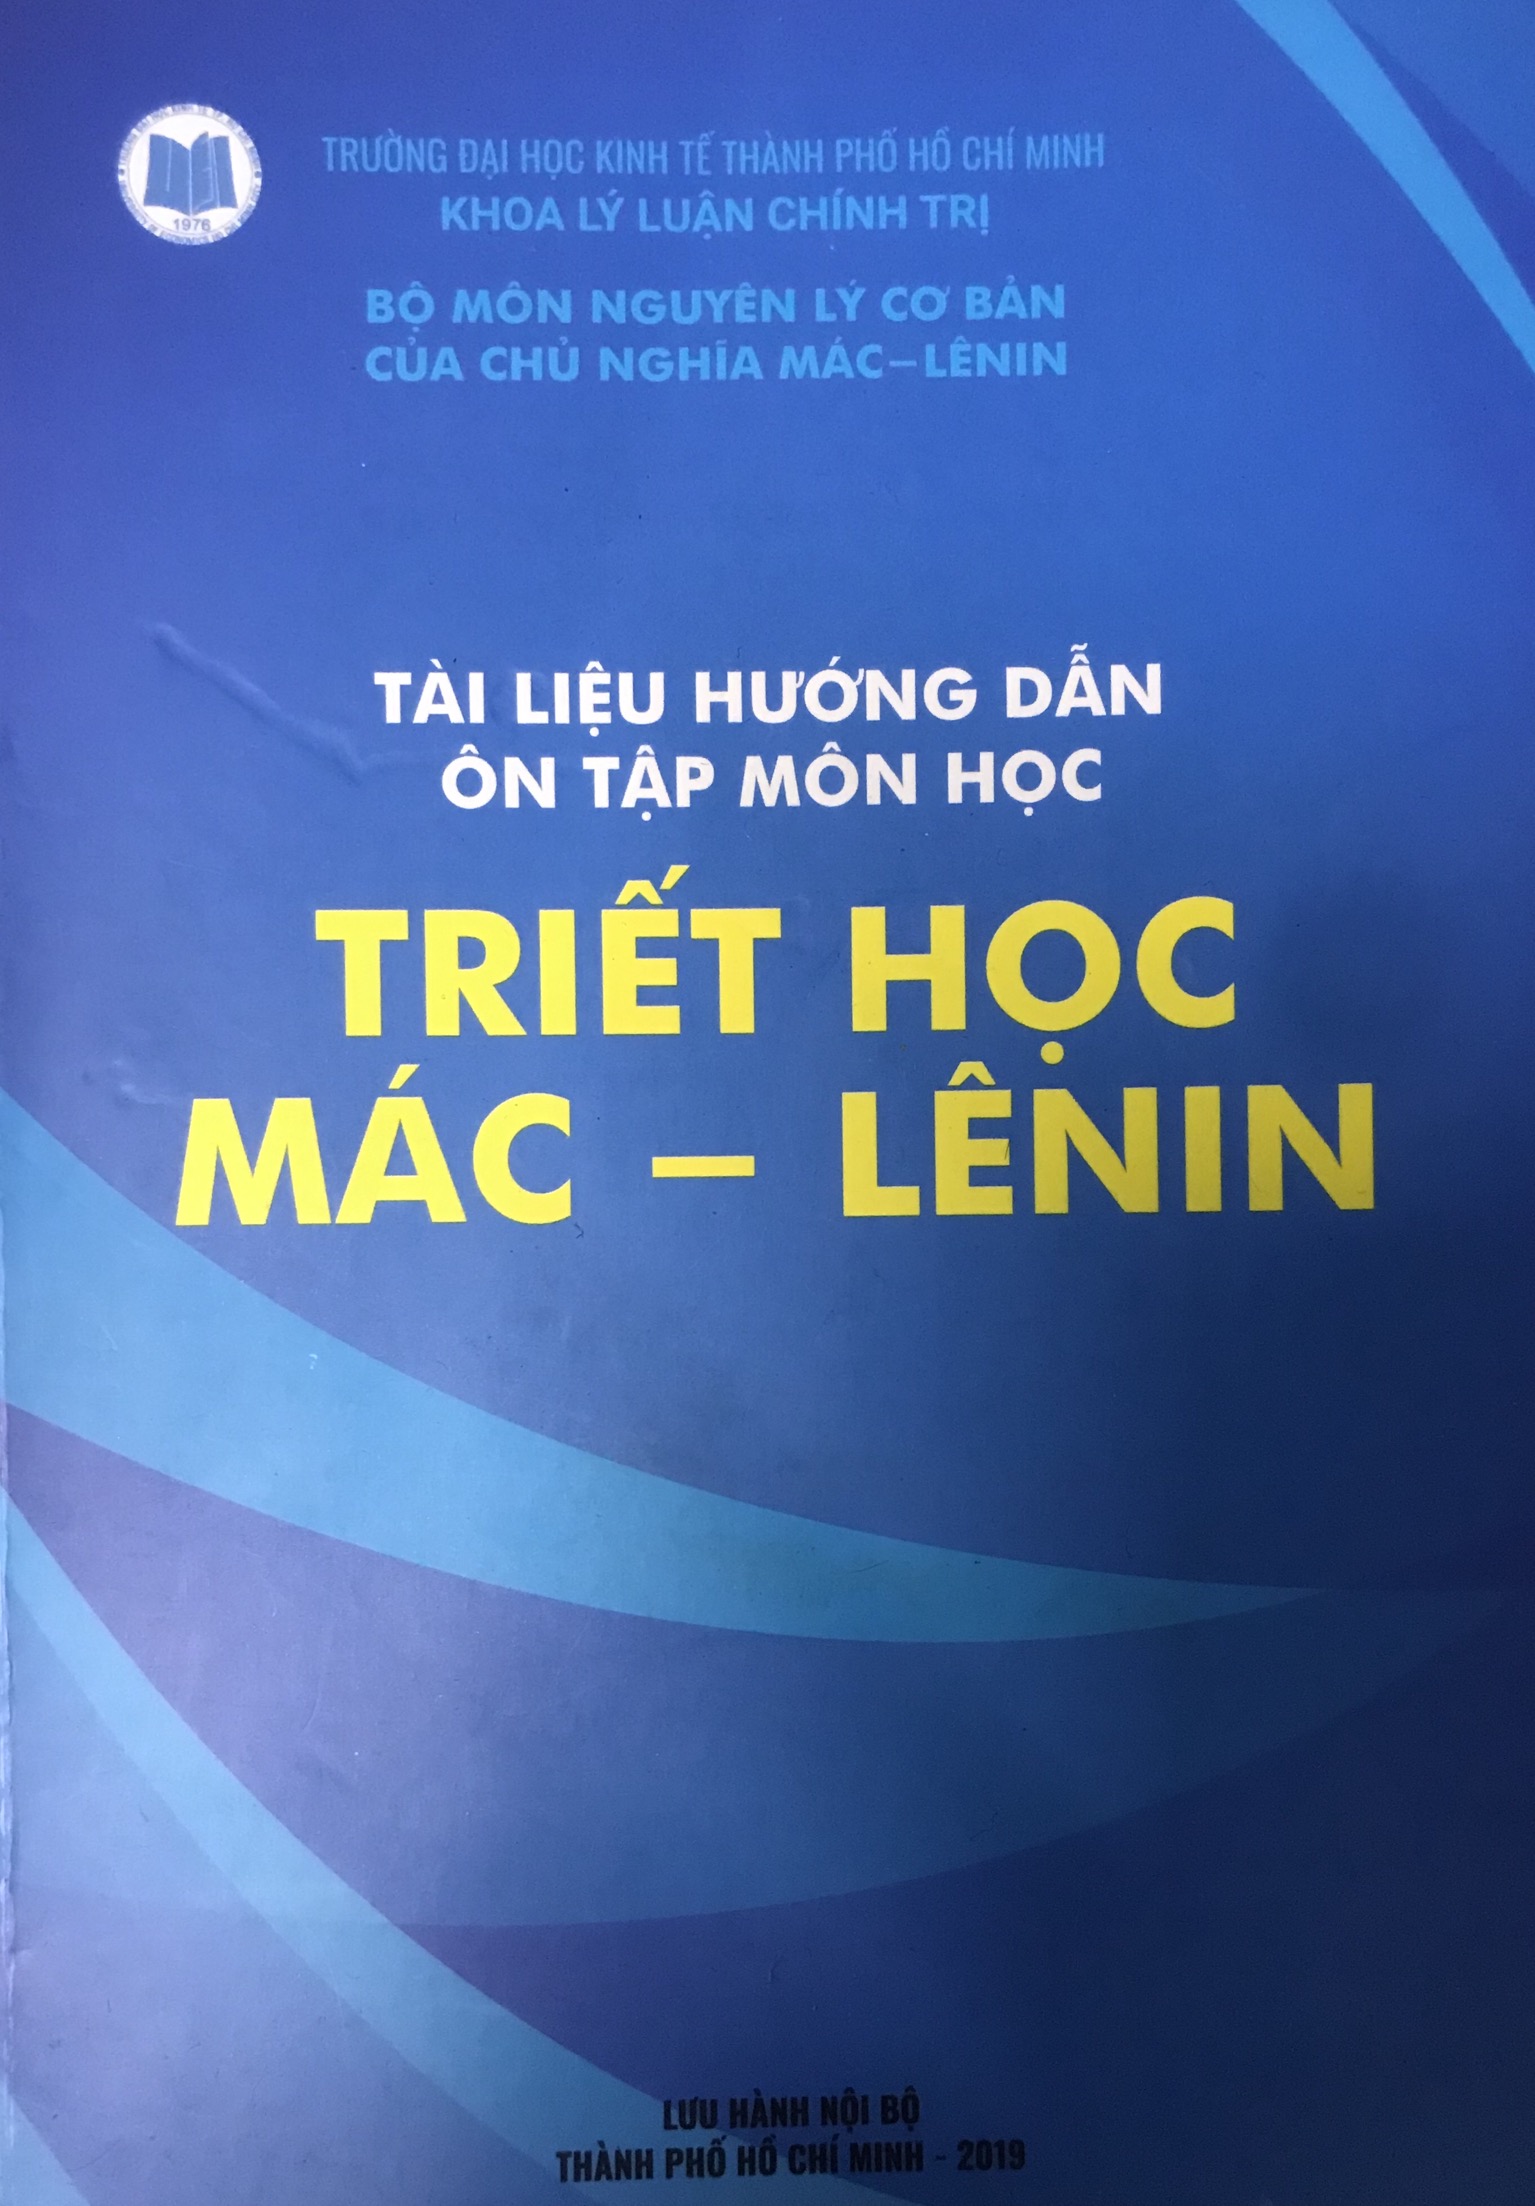 TRƯỜNG ĐẠI HỌC KINH TẾ THÀNH PHỐ HỒ CHÍ MINH
KHOA LÝ LUẬN CHÍNH TRỊ
1976
BỘ MÔN NGUYÊN LÝ CƠ BẢN
CỦA CHỦ NGHĨA MÁC–LÊNIN
TÀI LIỆU HƯỚNG DẪN
ÔN TẬP MÔN HỌC
TRIẾT HỌC
MÁC – LÊNIN
LƯU HÀNH NỘI BỘ
THÀNH PHỐ HỒ CHÍ MINH - 2019